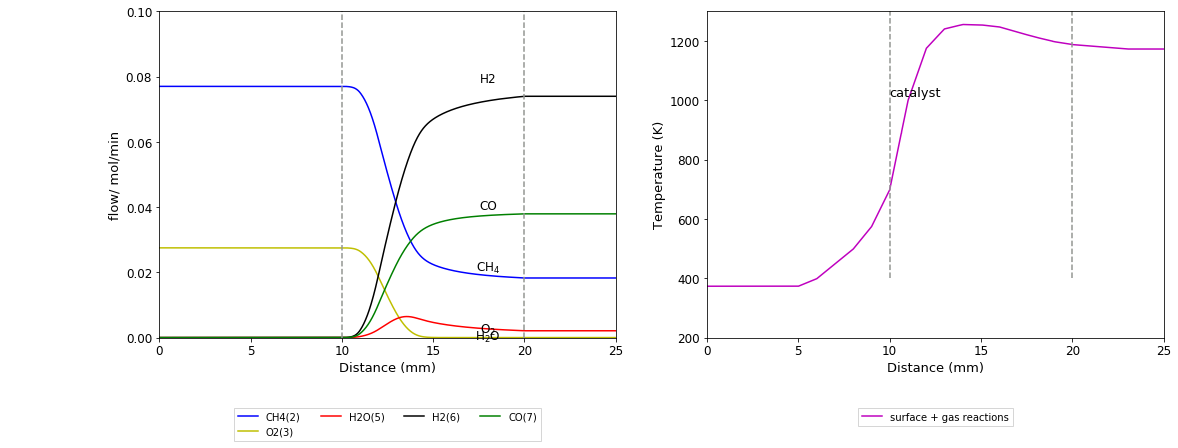 0.10
0.08
0.06
0.04
0.02
0.00
flow/ mol/min
H2
CO
CH4
O2
H2O
0 5 10 15 20 25
Distance (mm)
CH4(2) H2O(5) H2(6) CO(7)
O2(3)
1200
1000
800
600
400
200
Temperature (K)
catalyst
0 5 10 15 20 25
Distance (mm)
surface + gas reactions